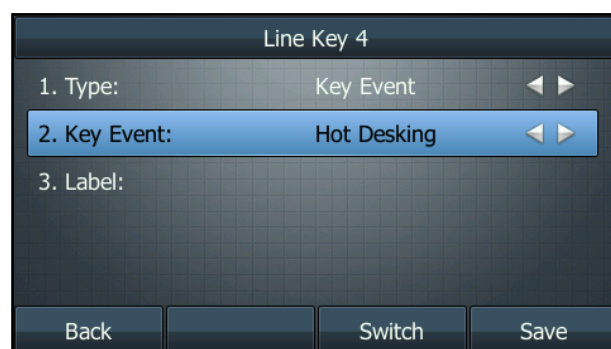 Line Key 4
1. Type: Key Event
2. Key Event: Hot Desking
3. Label:
Back Switch Save